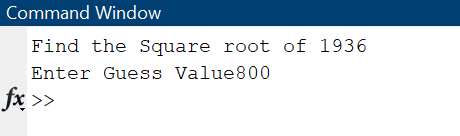 Command Window
Find the Square root of 1936
Enter Guess Value800
fx >>